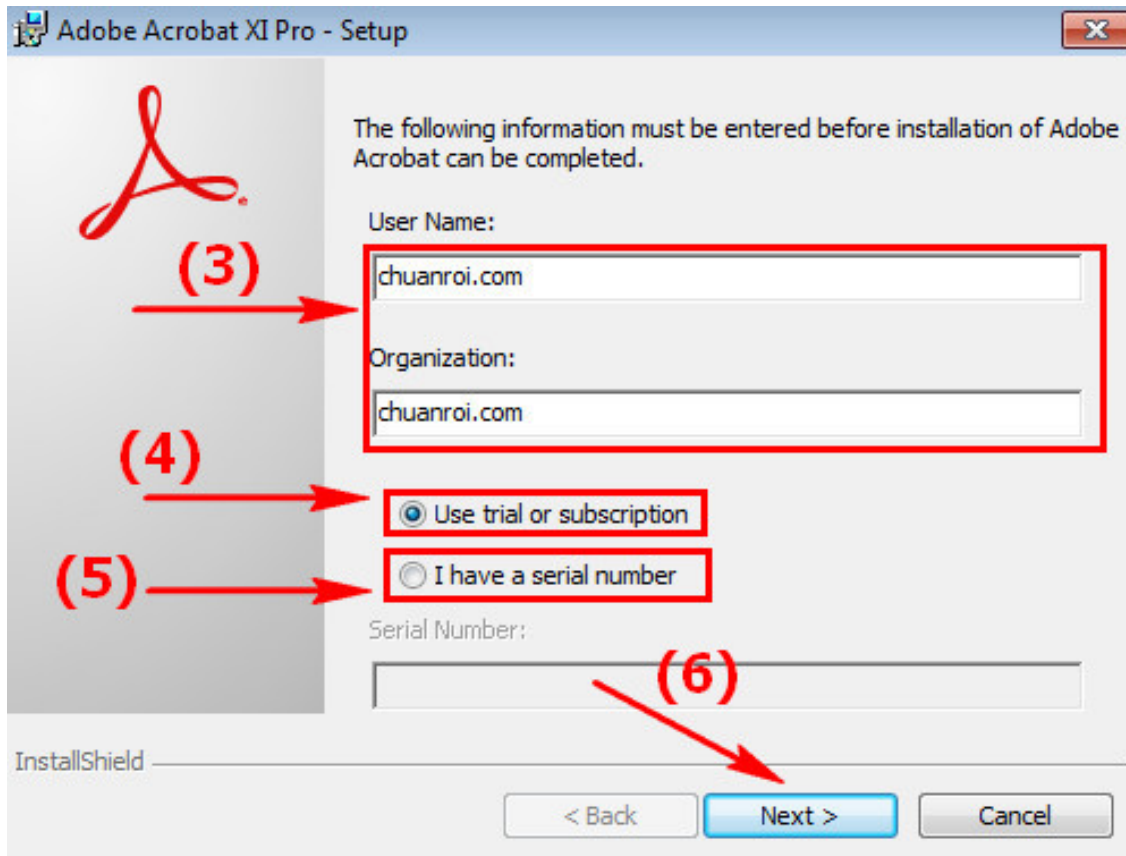 Adobe Acrobat XI Pro - Setup
The following information must be entered before installation of Adobe
Acrobat can be completed.
User Name:
(3)
chuanroi.com
Organization:
chuanroi.com
(4)
Use trial or subscription
(5)
I have a serial number
Serial Number:
(6)
InstallShield
< Back Next > Cancel